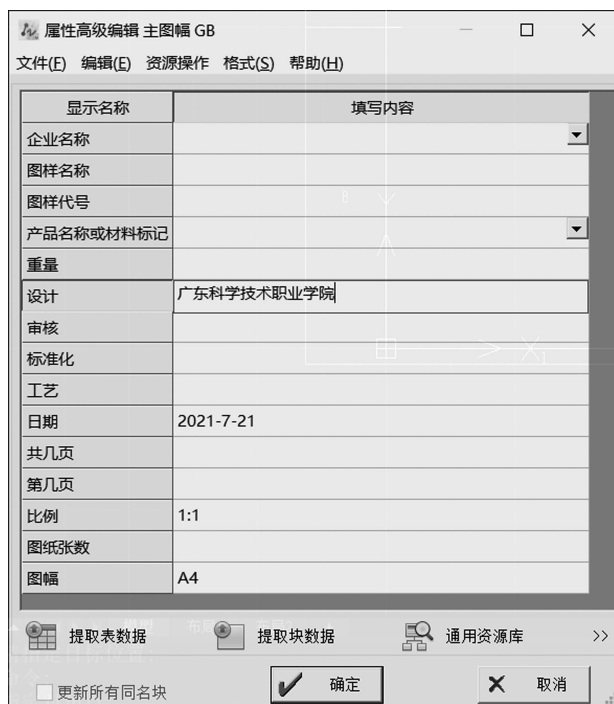 属性高级编辑 主图幅 GB
文件(F) 编辑(E) 资源操作 格式(S) 帮助(H)
显示名称 填写内容
企业名称
图样名称
图样代号
产品名称或材料标记
重量
设计 广东科学技术职业学院
审核
标准化
工艺
日期 2021-7-21
共几页
第几页
比例 1:1
图纸张数
图幅 A4
提取表数据 提取块数据 通用资源库 >>
更新所有同名块 确定 取消